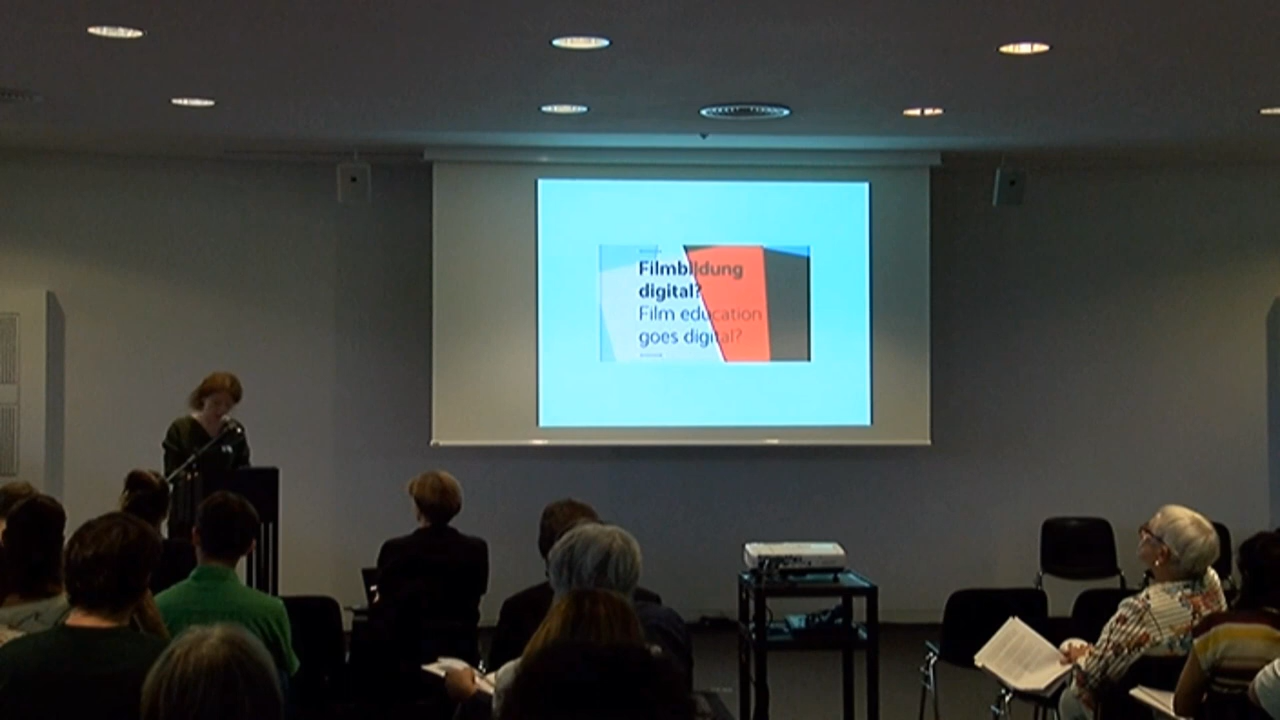 Filmbildung
digital?
Film education
goes digital?